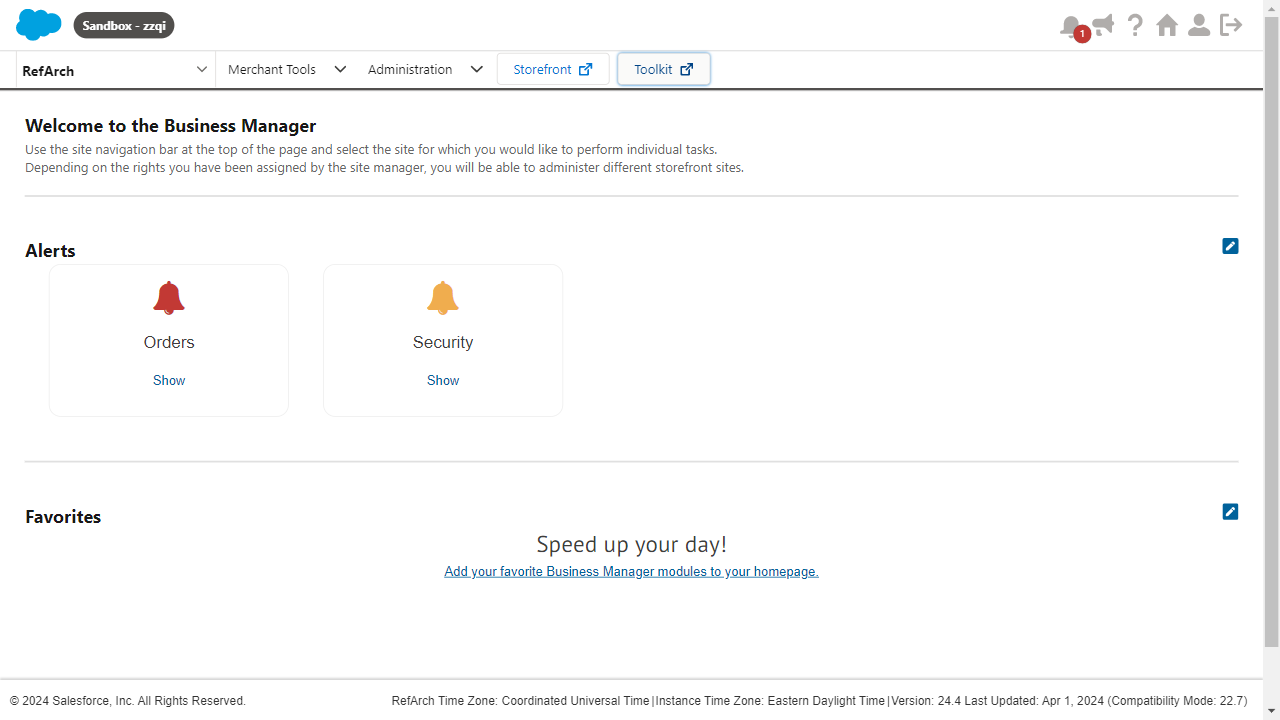 Sandbox - zzqi
1
RefArch
Merchant Tools
Administration
Storefront
Toolkit
Welcome to the Business Manager
Use the site navigation bar at the top of the page and select the site for which you would like to perform individual tasks.
Depending on the rights you have been assigned by the site manager, you will be able to administer different storefront sites.
Alerts
Orders
Show
Security
Show
Favorites
Speed up your day!
Add your favorite Business Manager modules to your homepage.
© 2024 Salesforce, Inc. All Rights Reserved.
RefArch Time Zone: Coordinated Universal Time|Instance Time Zone: Eastern Daylight Time|Version: 24.4 Last Updated: Apr 1, 2024 (Compatibility Mode: 22.7)